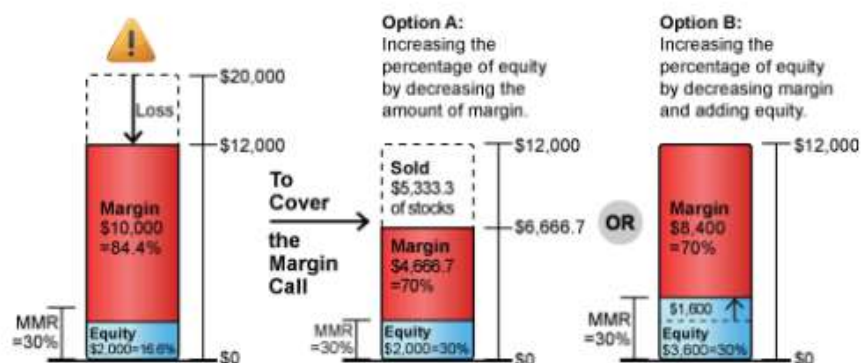 Option A:
Increasing the
percentage of equity
by decreasing the
amount of margin.
Option B:
Increasing the
percentage of equity
by decreasing margin
and adding equity.
$20,000
Loss
$12,000
Margin
$10,000
=84.4%
MMR
=30%
Equity
$2,000=16.6%
$0
To
Cover
the
Margin
Call
$12,000
Sold
$5,333.3
of stocks
$6,666.7
Margin
$4,666.7
=70%
MMR
=30%
Equity
$2,000=30%
$0
OR
$12,000
Margin
$8,400
=70%
$1,600
MMR
=30%
Equity
$3,600=30%
$0